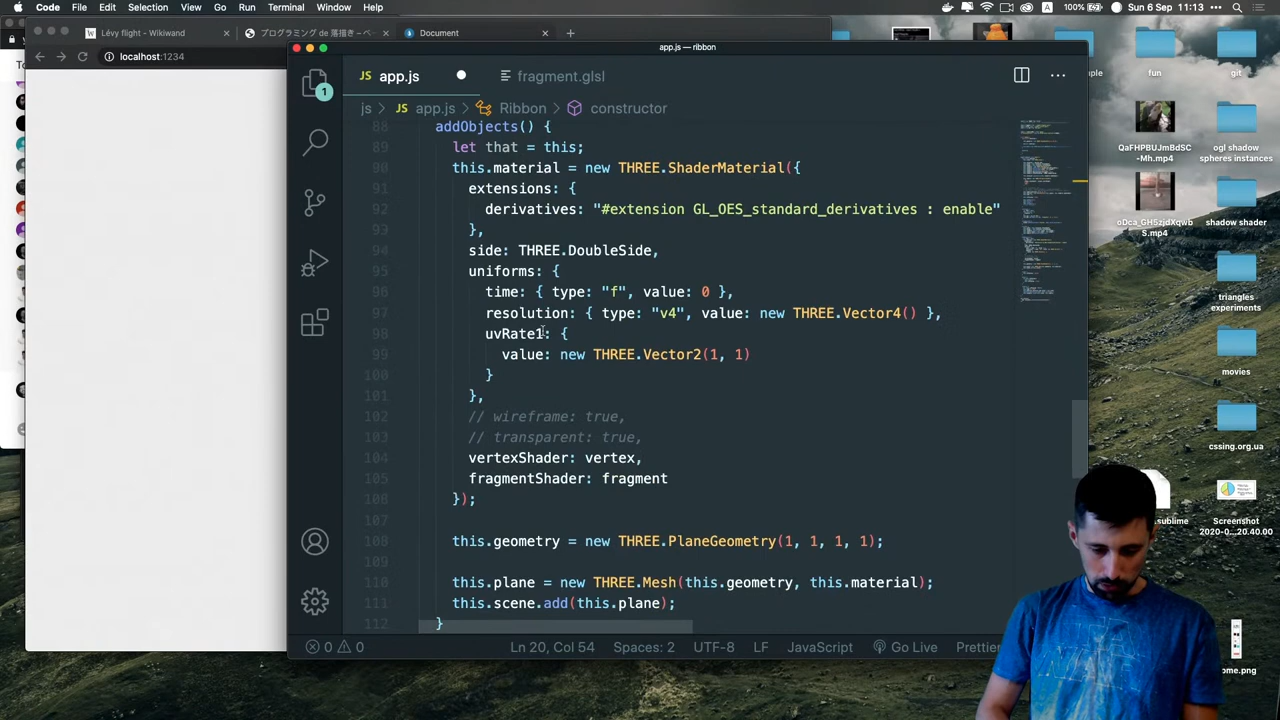 Code File Edit Selection View Go Run Terminal Window Help
100% Sun 6 Sep 11:13
Lévy flight - Wikiwand
プログラミング de 落描き - ペー
Document
localhost:1234
app.js — ribbon
JS app.js
fragment.glsl
js > JS app.js > Ribbon > constructor
1
88 addObjects() {
89 let that = this;
90 this.material = new THREE.ShaderMaterial({
91 extensions: {
92 derivatives: "#extension GL_OES_standard_derivatives : enable"
93 },
94 side: THREE.DoubleSide,
95 uniforms: {
96 time: { type: "f", value: 0 },
97 resolution: { type: "v4", value: new THREE.Vector4() },
98 uvRate1: {
99 value: new THREE.Vector2(1, 1)
100 }
101 },
102 // wireframe: true,
103 // transparent: true,
104 vertexShader: vertex,
105 fragmentShader: fragment
106 });
107
108 this.geometry = new THREE.PlaneGeometry(1, 1, 1, 1);
109
110 this.plane = new THREE.Mesh(this.geometry, this.material);
111 this.scene.add(this.plane);
112 }
0 0 Ln 20, Col 54 Spaces: 2 UTF-8 LF JavaScript Go Live Prettier
fun
git
QaFHPBUJmBdSC
-Mh.mp4
ogl shadow
spheres instances
oDca_GH5zjdXqwb
S.mp4
shadow shader
triangles
experiments
movies
cssing.org.ua
.sublime
Screenshot
2020-0...20.40.00
ome.png